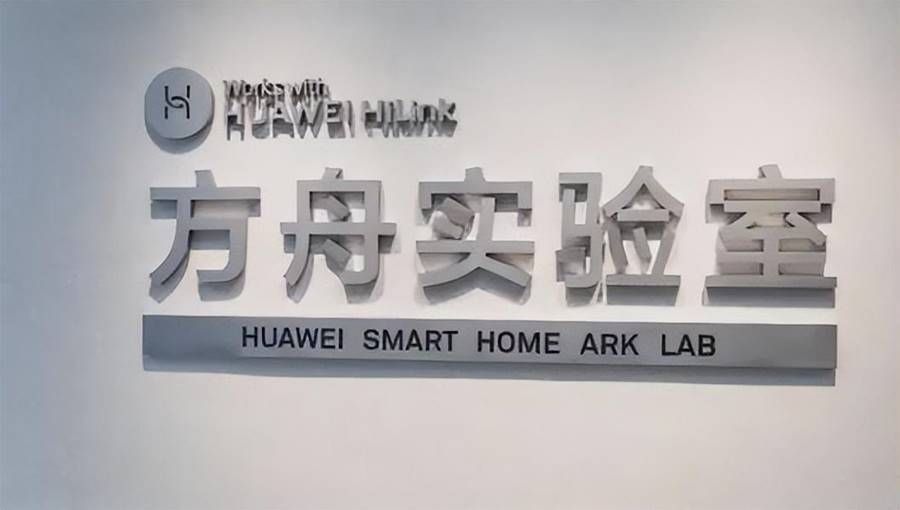 Works with
HUAWEI HiLink
方舟实验室
HUAWEI SMART HOME ARK LAB